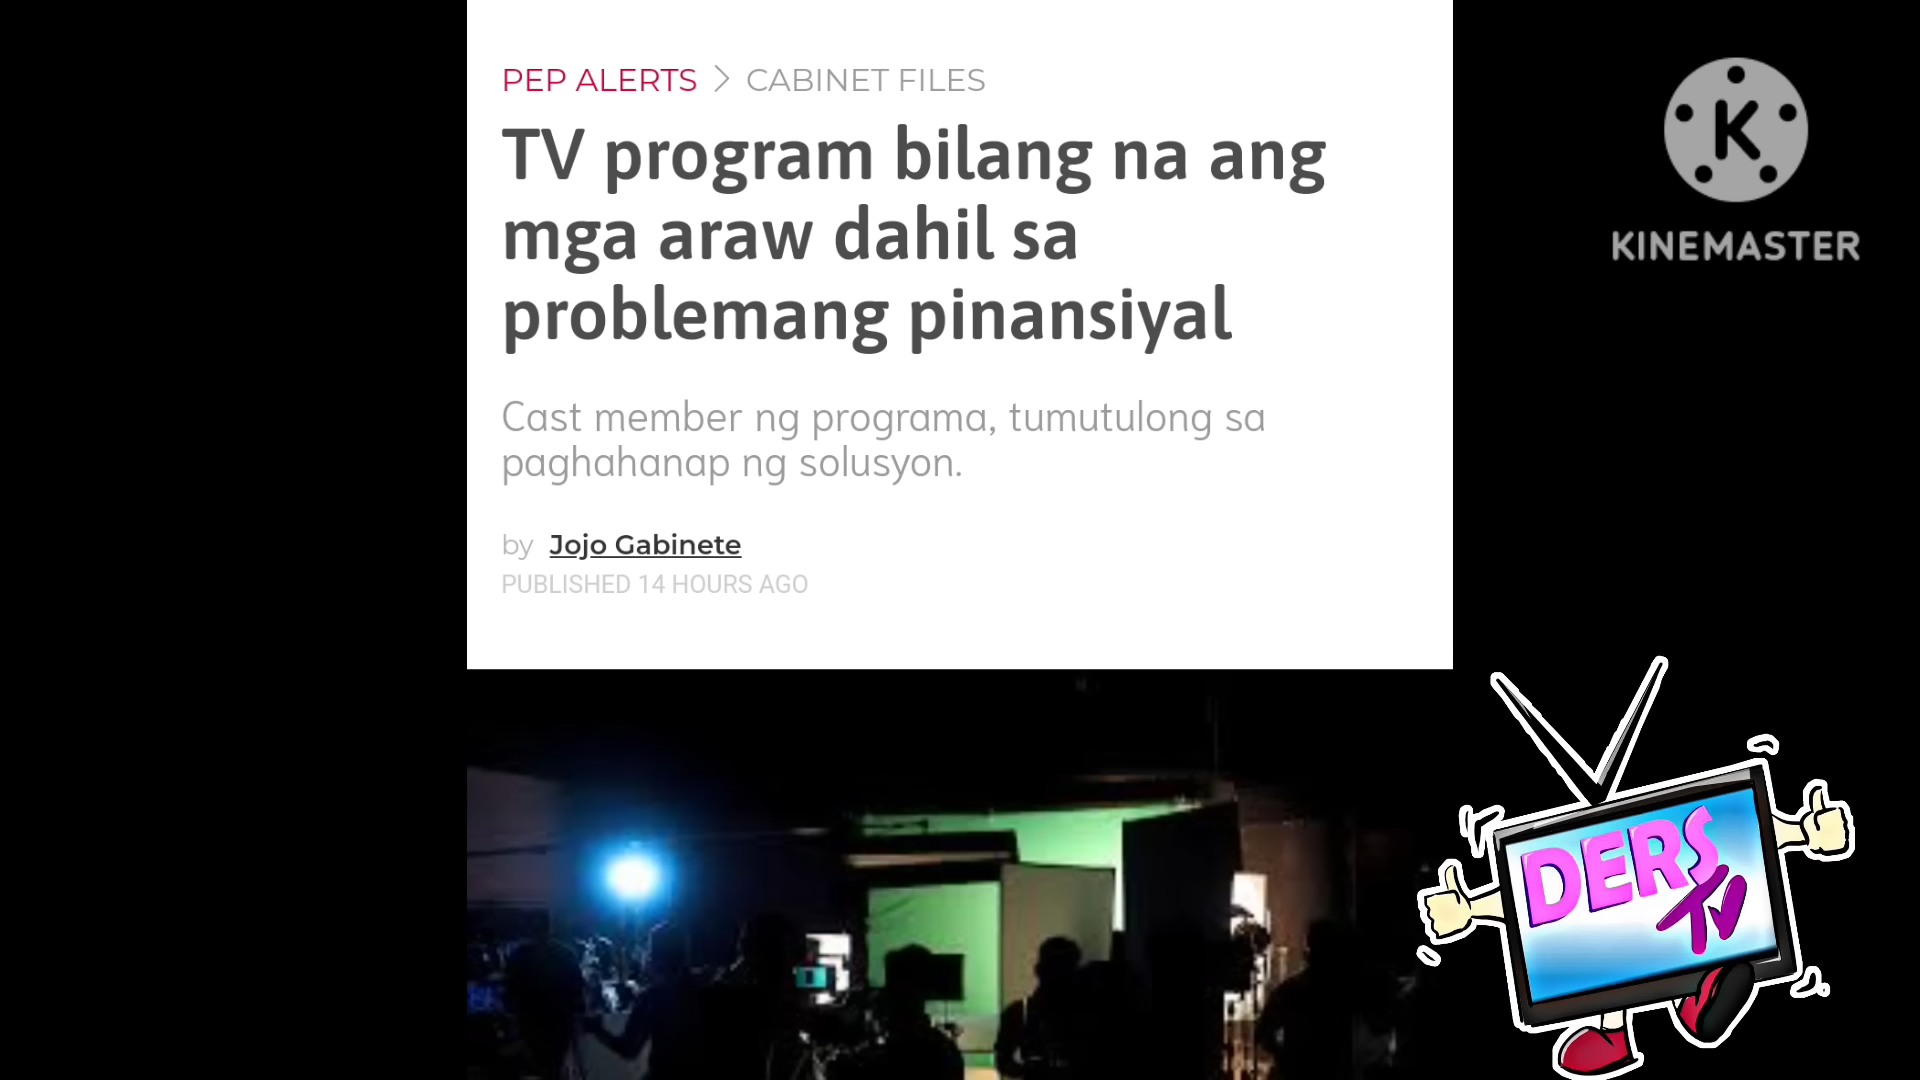 PEP ALERTS > CABINET FILES
TV program bilang na ang
mga araw dahil sa
problemang pinansiyal
Cast member ng programa, tumutulong sa
paghahanap ng solusyon.
by Jojo Gabinete
PUBLISHED 14 HOURS AGO
K
KINEMASTER
DERS
TV